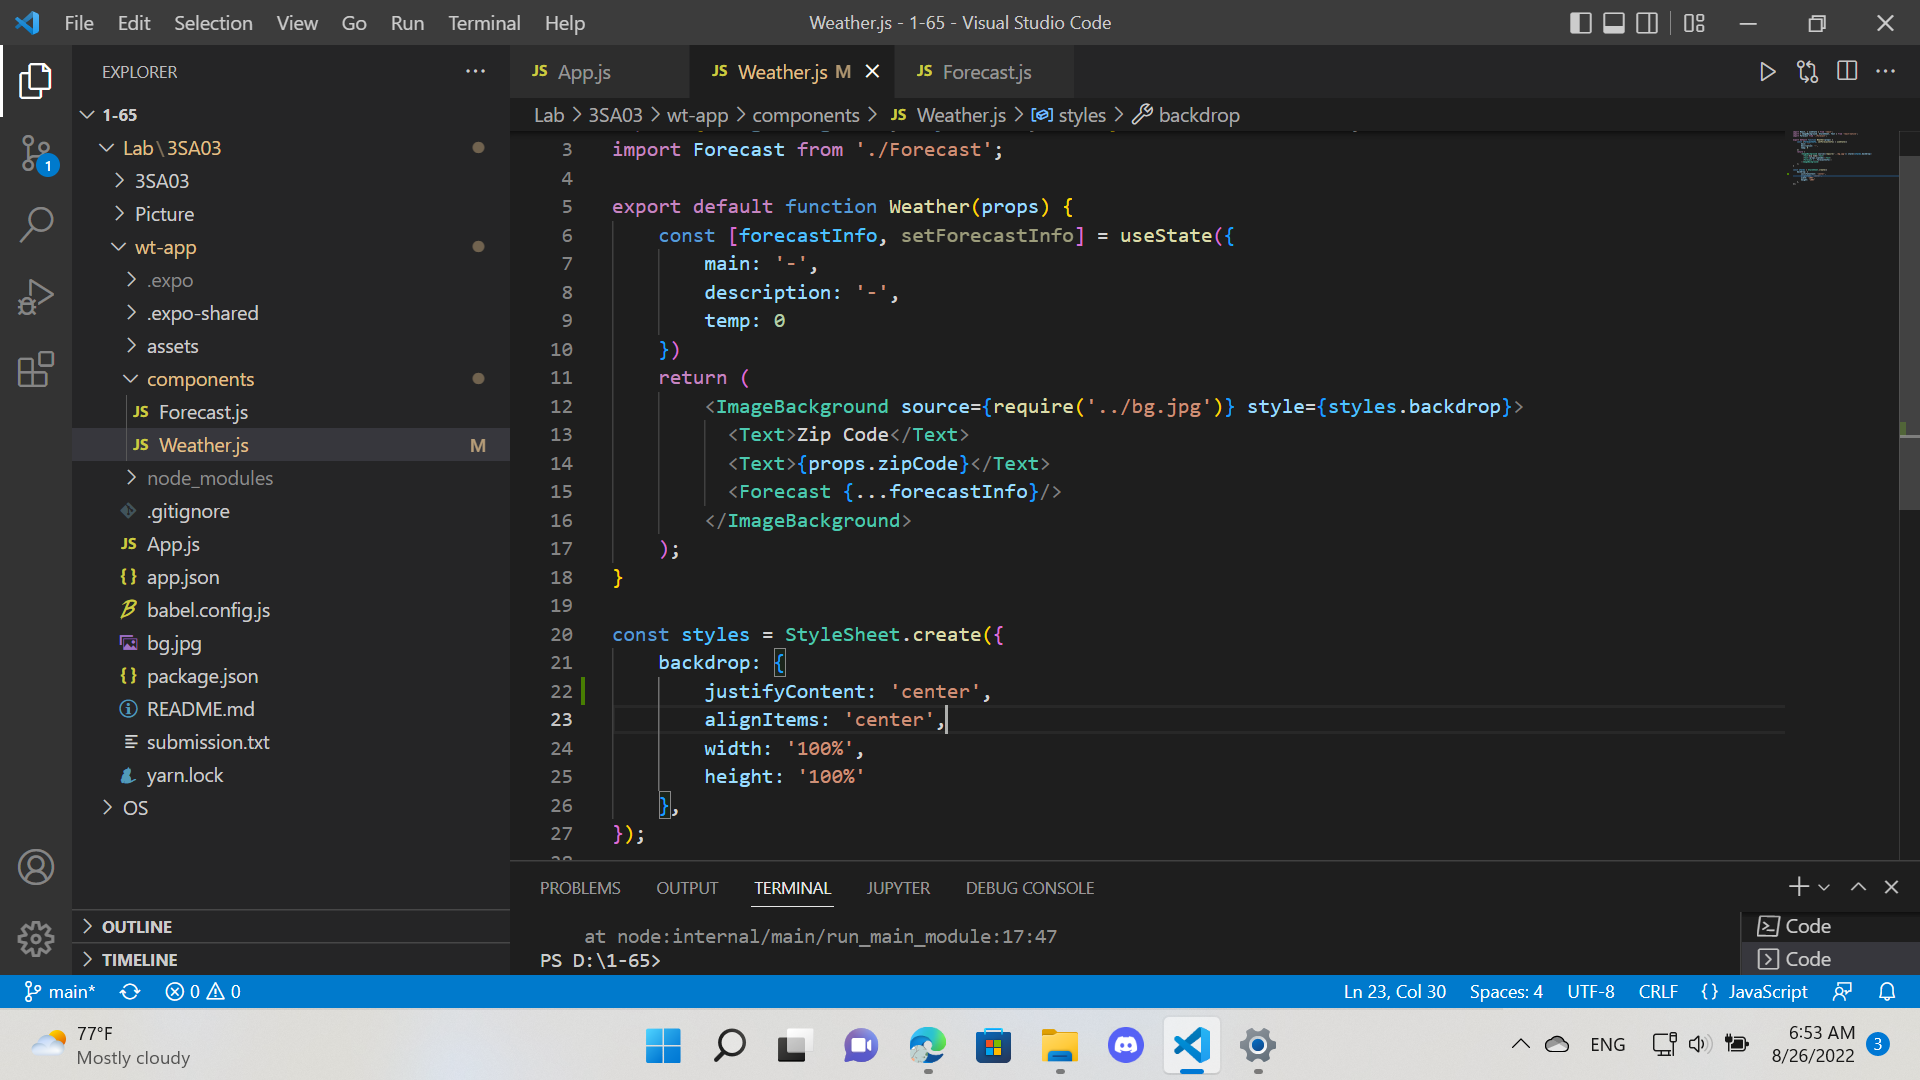 File Edit Selection View Go Run Terminal Help
Weather.js - 1-65 - Visual Studio Code
EXPLORER
1-65
Lab\3SA03
3SA03
Picture
wt-app
.expo
.expo-shared
assets
components
JS Forecast.js
JS Weather.js M
node_modules
.gitignore
JS App.js
{} app.json
babel.config.js
bg.jpg
{} package.json
README.md
submission.txt
yarn.lock
OS
OUTLINE
TIMELINE
1
JS App.js
JS Weather.js M
JS Forecast.js
Lab > 3SA03 > wt-app > components > JS Weather.js > styles > backdrop
3 import Forecast from './Forecast';
4
5 export default function Weather(props) {
6 const [forecastInfo, setForecastInfo] = useState({
7 main: '-',
8 description: '-',
9 temp: 0
10 })
11 return (
12 <ImageBackground source={require('../bg.jpg')} style={styles.backdrop}>
13 <Text>Zip Code</Text>
14 <Text>{props.zipCode}</Text>
15 <Forecast {...forecastInfo}/>
16 </ImageBackground>
17 );
18 }
19
20 const styles = StyleSheet.create({
21 backdrop: {
22 justifyContent: 'center',
23 alignItems: 'center',
24 width: '100%',
25 height: '100%'
26 },
27 });
PROBLEMS OUTPUT TERMINAL JUPYTER DEBUG CONSOLE
at node:internal/main/run_main_module:17:47
PS D:\1-65>
Code
Code
main* 0 0
Ln 23, Col 30 Spaces: 4 UTF-8 CRLF {} JavaScript
77°F
Mostly cloudy
ENG
6:53 AM
8/26/2022
3